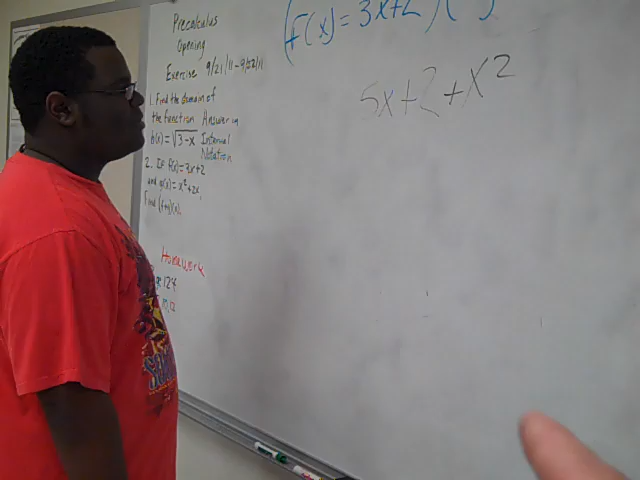 Precalculus
Opening
Exercise 9/21/11-9/22/11
1. Find the domain of
the function Answer in
h(x) = √3-x Interval
Notation
2. If f(x) = 3x+2
and g(x) = x²+2x,
Find (f+g)(x).
Homework
124
(f(x) = 3x+2)(
5x+2+x²